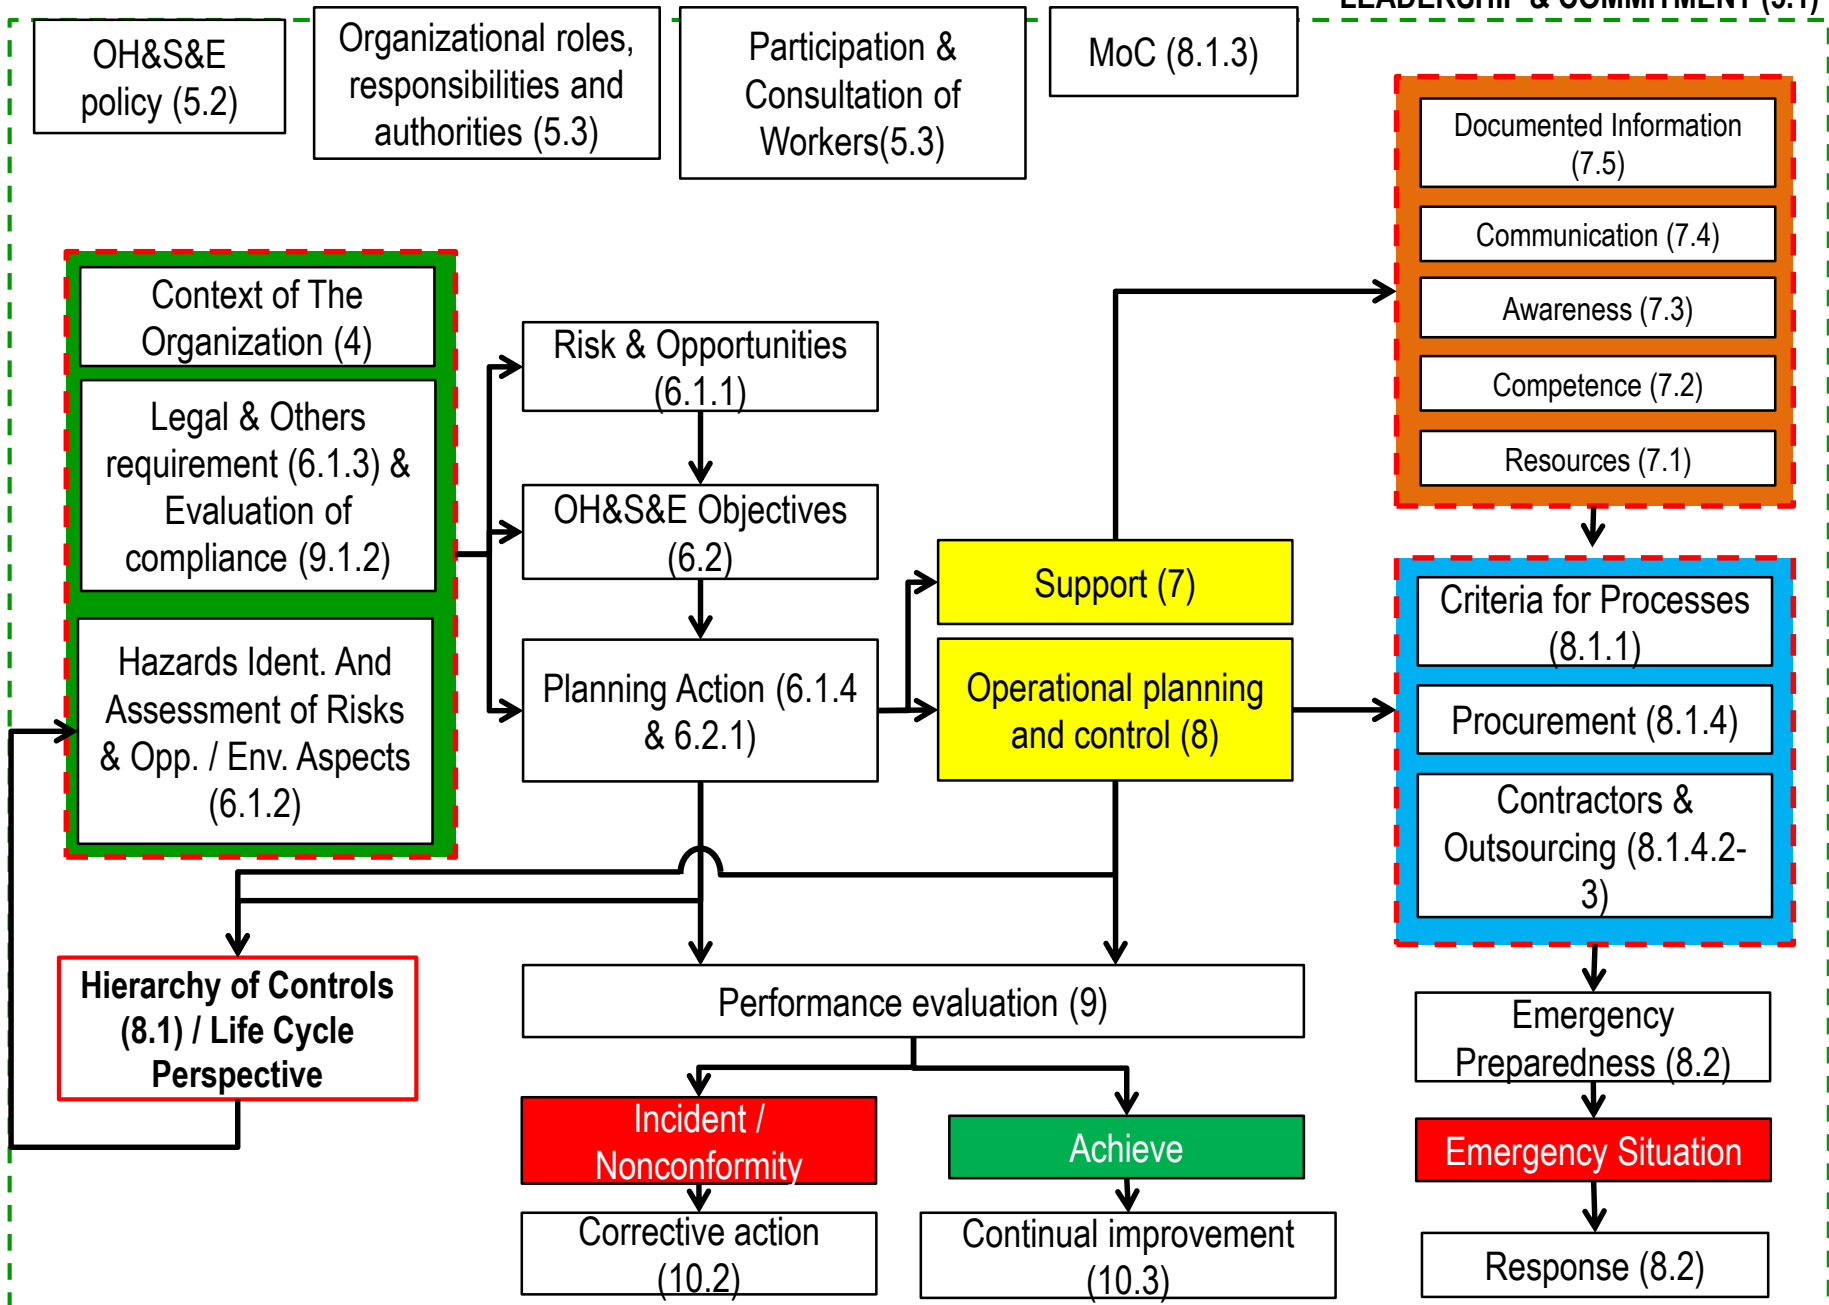 LEADERSHIP & COMMITMENT (5.1)
OH&S&E
policy (5.2)
Organizational roles,
responsibilities and
authorities (5.3)
Participation &
Consultation of
Workers(5.3)
MoC (8.1.3)
Documented Information
(7.5)
Communication (7.4)
Awareness (7.3)
Competence (7.2)
Resources (7.1)
Context of The
Organization (4)
Legal & Others
requirement (6.1.3) &
Evaluation of
compliance (9.1.2)
Hazards Ident. And
Assessment of Risks
& Opp. / Env. Aspects
(6.1.2)
Risk & Opportunities
(6.1.1)
OH&S&E Objectives
(6.2)
Planning Action (6.1.4
& 6.2.1)
Support (7)
Operational planning
and control (8)
Criteria for Processes
(8.1.1)
Procurement (8.1.4)
Contractors &
Outsourcing (8.1.4.2-
3)
Hierarchy of Controls
(8.1) / Life Cycle
Perspective
Performance evaluation (9)
Incident /
Nonconformity
Achieve
Corrective action
(10.2)
Continual improvement
(10.3)
Emergency
Preparedness (8.2)
Emergency Situation
Response (8.2)